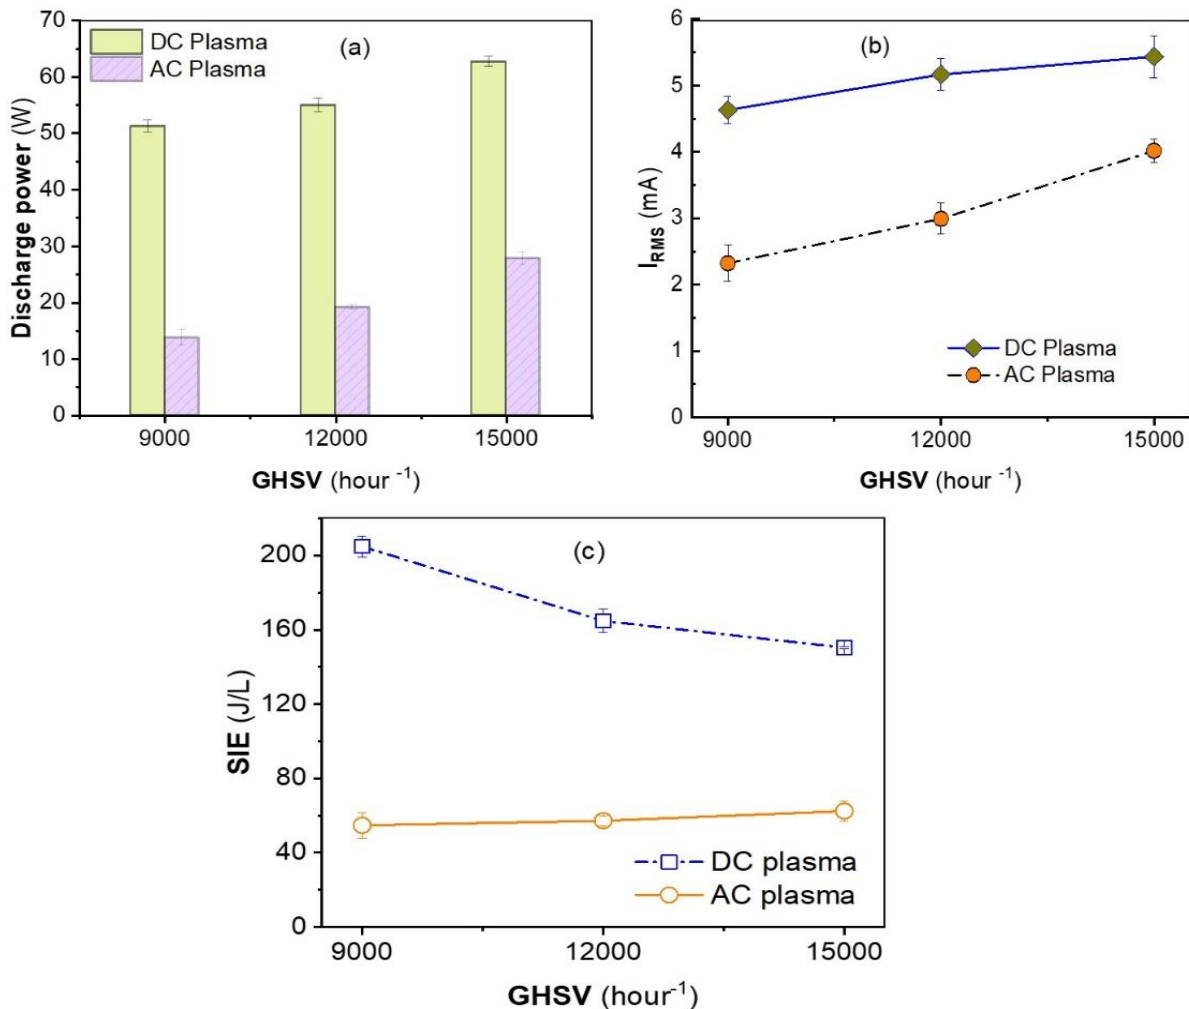 DC Plasma
AC Plasma
(a)
Discharge power (W)
70
60
50
40
30
20
10
0
9000 12000 15000
GHSV (hour ⁻¹)
(b)
I_RMS (mA)
6
5
4
3
2
1
0
DC Plasma
AC Plasma
9000 12000 15000
GHSV (hour ⁻¹)
(c)
SIE (J/L)
200
160
120
80
40
0
DC plasma
AC plasma
9000 12000 15000
GHSV (hour⁻¹)